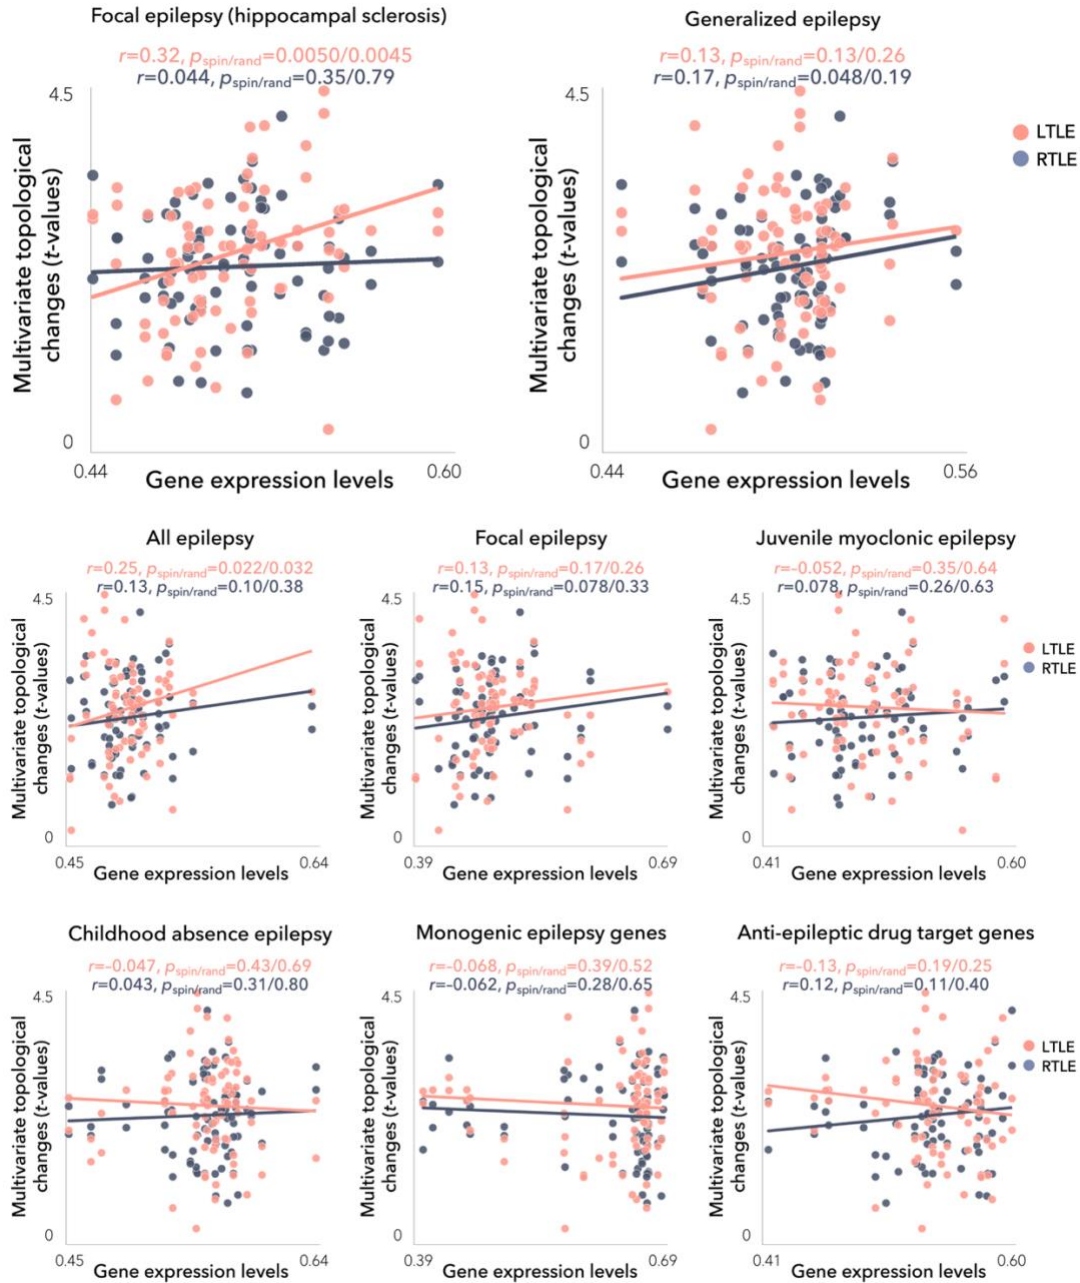 Focal epilepsy (hippocampal sclerosis)
r=0.32, pspin/rand=0.0050/0.0045
r=0.044, pspin/rand=0.35/0.79
4.5
Multivariate topological
changes (t-values)
0
0.44
0.60
Gene expression levels
Generalized epilepsy
r=0.13, pspin/rand=0.13/0.26
r=0.17, pspin/rand=0.048/0.19
4.5
Multivariate topological
changes (t-values)
0
0.44
0.56
Gene expression levels
LTLE
RTLE
All epilepsy
r=0.25, pspin/rand=0.022/0.032
r=0.13, pspin/rand=0.10/0.38
4.5
Multivariate topological
changes (t-values)
0
0.45
0.64
Gene expression levels
Focal epilepsy
r=0.13, pspin/rand=0.17/0.26
r=0.15, pspin/rand=0.078/0.33
4.5
Multivariate topological
changes (t-values)
0
0.39
0.69
Gene expression levels
Juvenile myoclonic epilepsy
r=-0.052, pspin/rand=0.35/0.64
r=0.078, pspin/rand=0.26/0.63
4.5
Multivariate topological
changes (t-values)
0
0.41
0.60
Gene expression levels
LTLE
RTLE
Childhood absence epilepsy
r=-0.047, pspin/rand=0.43/0.69
r=0.043, pspin/rand=0.31/0.80
4.5
Multivariate topological
changes (t-values)
0
0.45
0.64
Gene expression levels
Monogenic epilepsy genes
r=-0.068, pspin/rand=0.39/0.52
r=-0.062, pspin/rand=0.28/0.65
4.5
Multivariate topological
changes (t-values)
0
0.39
0.69
Gene expression levels
Anti-epileptic drug target genes
r=-0.13, pspin/rand=0.19/0.25
r=0.12, pspin/rand=0.11/0.40
4.5
Multivariate topological
changes (t-values)
0
0.41
0.60
Gene expression levels
LTLE
RTLE